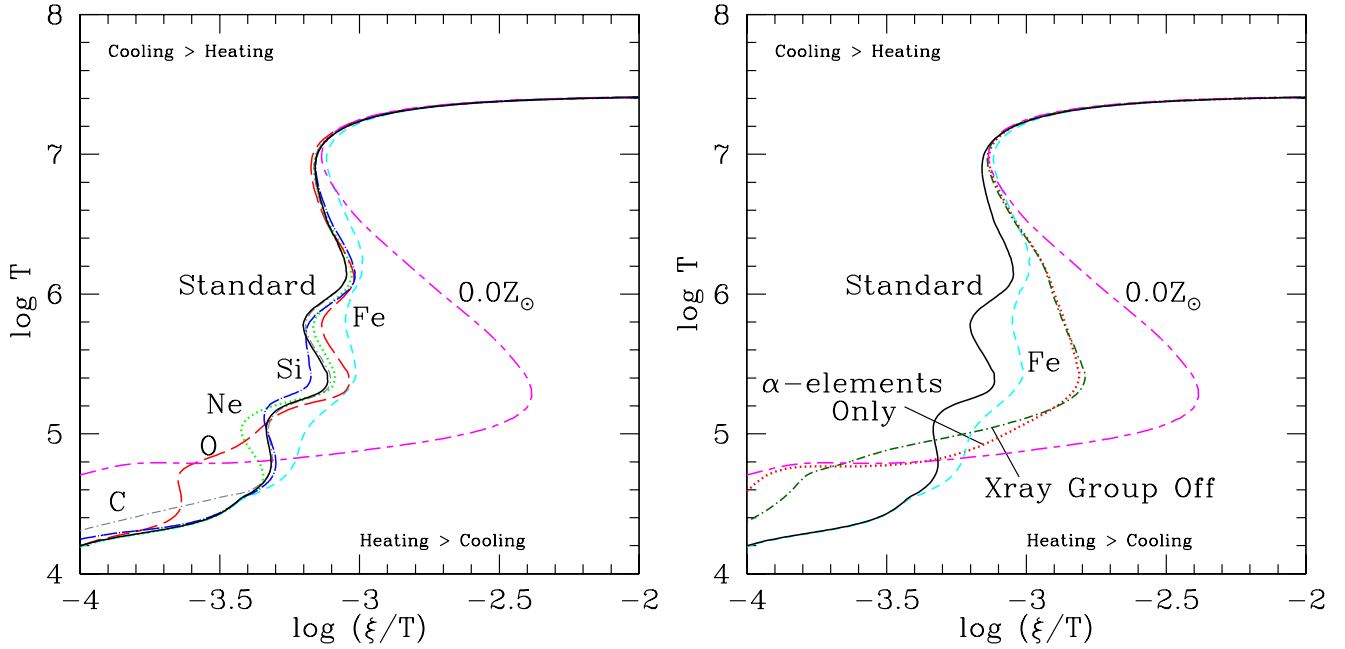 8
7
6
5
4
log T
Cooling > Heating
Standard
0.0Z⊙
Fe
Si
Ne
O
C
Heating > Cooling
−4
−3.5
−3
−2.5
−2
log (ξ/T)
8
7
6
5
4
log T
Cooling > Heating
Standard
0.0Z⊙
Fe
α−elements
Only
Xray Group Off
Heating > Cooling
−4
−3.5
−3
−2.5
−2
log (ξ/T)